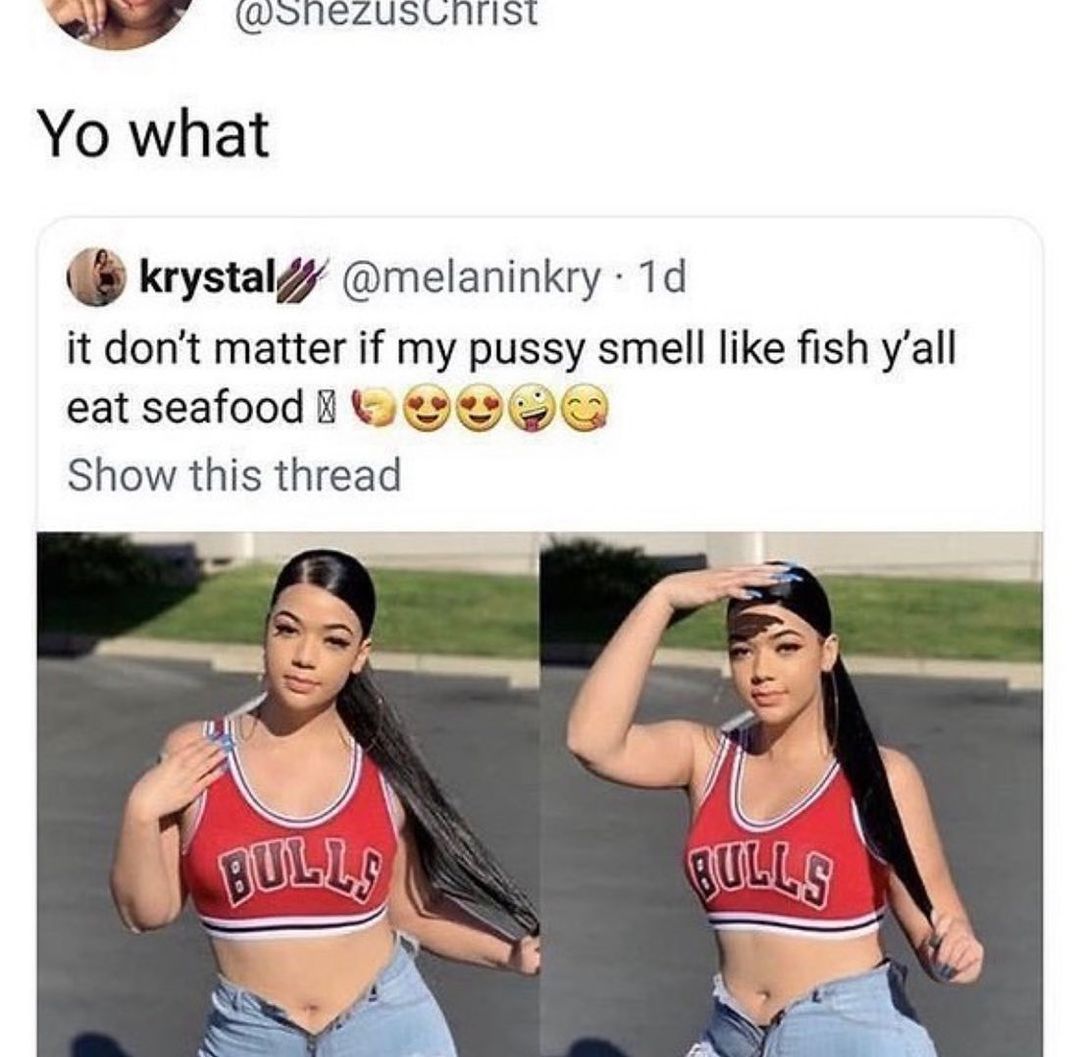 @ShezusChrist
Yo what
krystal💅🏿 @melaninkry · 1d
it don’t matter if my pussy smell like fish y’all
eat seafood 🍤😍😍🤪😋
Show this thread
BULLS
BULLS